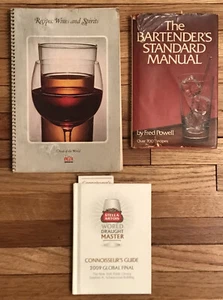 Recipes, Wines and Spirits
The
BARTENDER'S
STANDARD
MANUAL
by Fred Powell
STELLA
ARTOIS
WORLD
DRAUGHT
MASTER
CONNOISSEUR'S GUIDE
2009 GLOBAL FINAL